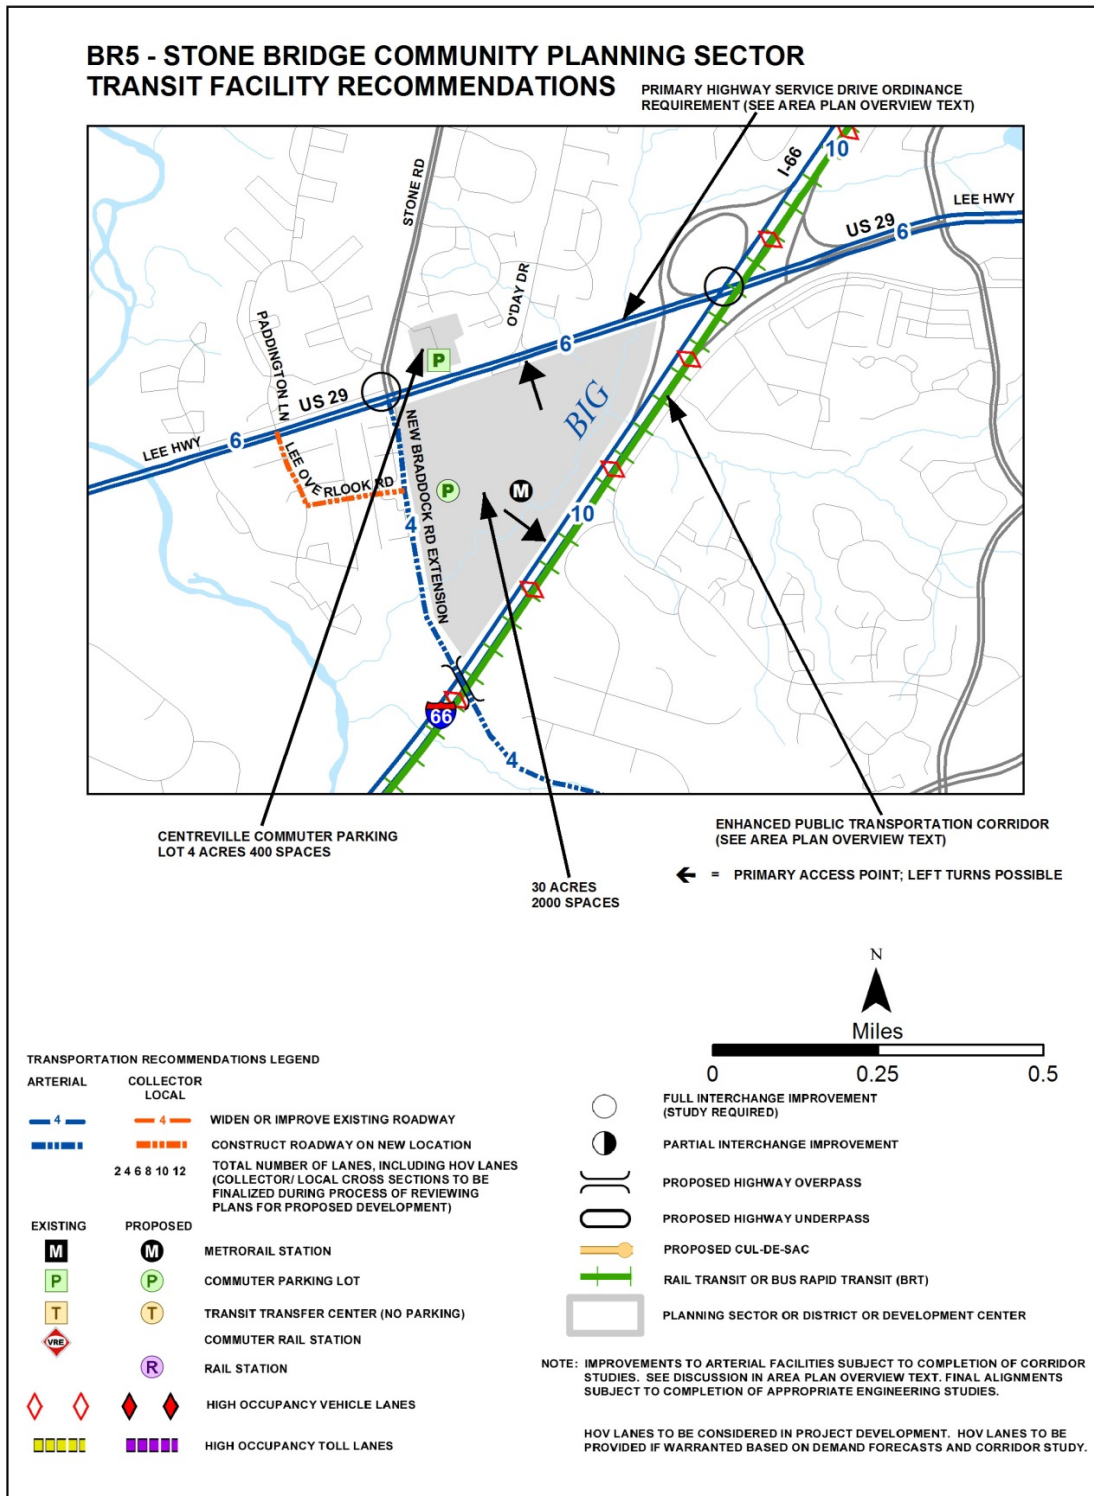 BR5 - STONE BRIDGE COMMUNITY PLANNING SECTOR
TRANSIT FACILITY RECOMMENDATIONS
PRIMARY HIGHWAY SERVICE DRIVE ORDINANCE
REQUIREMENT (SEE AREA PLAN OVERVIEW TEXT)
STONE RD
I-66
10
LEE HWY
US 29
6
O'DAY DR
PADDINGTON LN
P
6
US 29
BIG
LEE HWY
6
NEW BRADDOCK RD EXTENSION
LEE OVERLOOK RD
P
M
4
10
66
4
CENTREVILLE COMMUTER PARKING
LOT 4 ACRES 400 SPACES
ENHANCED PUBLIC TRANSPORTATION CORRIDOR
(SEE AREA PLAN OVERVIEW TEXT)
= PRIMARY ACCESS POINT; LEFT TURNS POSSIBLE
30 ACRES
2000 SPACES
N
Miles
0 0.25 0.5
TRANSPORTATION RECOMMENDATIONS LEGEND
ARTERIAL COLLECTOR
LOCAL
4 4 WIDEN OR IMPROVE EXISTING ROADWAY
CONSTRUCT ROADWAY ON NEW LOCATION
2 4 6 8 10 12 TOTAL NUMBER OF LANES, INCLUDING HOV LANES
(COLLECTOR/ LOCAL CROSS SECTIONS TO BE
FINALIZED DURING PROCESS OF REVIEWING
PLANS FOR PROPOSED DEVELOPMENT)
EXISTING PROPOSED
M M METRORAIL STATION
P P COMMUTER PARKING LOT
T T TRANSIT TRANSFER CENTER (NO PARKING)
VRE COMMUTER RAIL STATION
R RAIL STATION
HIGH OCCUPANCY VEHICLE LANES
HIGH OCCUPANCY TOLL LANES
FULL INTERCHANGE IMPROVEMENT
(STUDY REQUIRED)
PARTIAL INTERCHANGE IMPROVEMENT
PROPOSED HIGHWAY OVERPASS
PROPOSED HIGHWAY UNDERPASS
PROPOSED CUL-DE-SAC
RAIL TRANSIT OR BUS RAPID TRANSIT (BRT)
PLANNING SECTOR OR DISTRICT OR DEVELOPMENT CENTER
NOTE: IMPROVEMENTS TO ARTERIAL FACILITIES SUBJECT TO COMPLETION OF CORRIDOR
STUDIES. SEE DISCUSSION IN AREA PLAN OVERVIEW TEXT. FINAL ALIGNMENTS
SUBJECT TO COMPLETION OF APPROPRIATE ENGINEERING STUDIES.
HOV LANES TO BE CONSIDERED IN PROJECT DEVELOPMENT. HOV LANES TO BE
PROVIDED IF WARRANTED BASED ON DEMAND FORECASTS AND CORRIDOR STUDY.